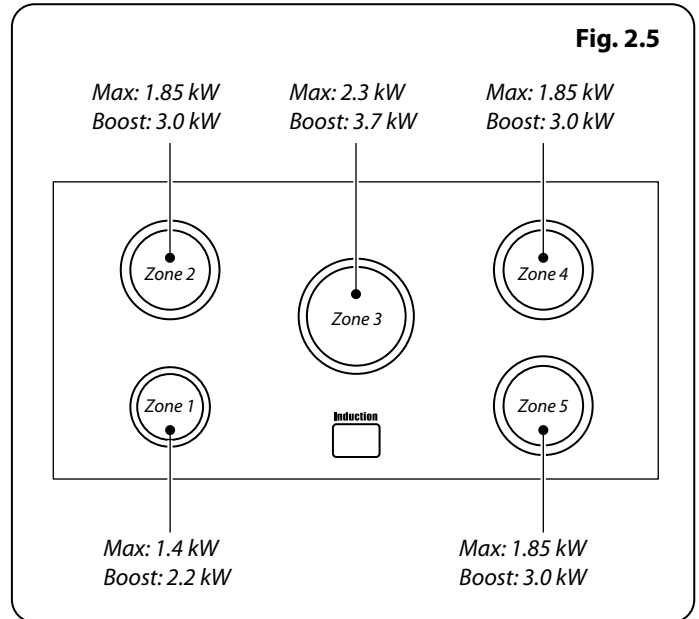 Fig. 2.5
Max: 1.85 kW
Boost: 3.0 kW
Max: 2.3 kW
Boost: 3.7 kW
Max: 1.85 kW
Boost: 3.0 kW
Zone 2
Zone 3
Zone 4
Zone 1
Zone 5
Induction
Max: 1.4 kW
Boost: 2.2 kW
Max: 1.85 kW
Boost: 3.0 kW